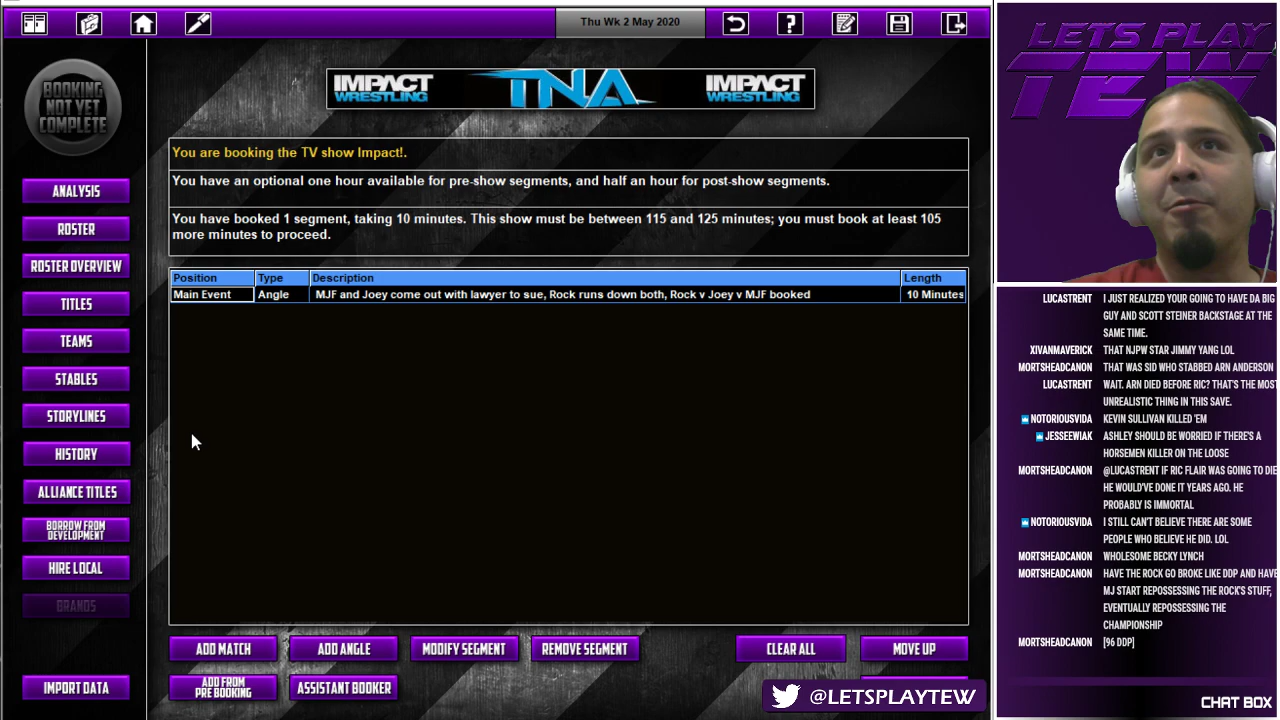 Thu Wk 2 May 2020
LETS PLAY
TEW
BOOKING
NOT YET
COMPLETE
IMPACT
WRESTLING
TNA
IMPACT
WRESTLING
You are booking the TV show Impact!.
You have an optional one hour available for pre-show segments, and half an hour for post-show segments.
You have booked 1 segment, taking 10 minutes. This show must be between 115 and 125 minutes; you must book at least 105
more minutes to proceed.
ANALYSIS
ROSTER
ROSTER OVERVIEW
TITLES
TEAMS
STABLES
STORYLINES
HISTORY
ALLIANCE TITLES
BORROW FROM
DEVELOPMENT
HIRE LOCAL
BRANDS
IMPORT DATA
Position Type Description Length
Main Event Angle MJF and Joey come out with lawyer to sue, Rock runs down both, Rock v Joey v MJF booked 10 Minutes
ADD MATCH ADD ANGLE MODIFY SEGMENT REMOVE SEGMENT CLEAR ALL MOVE UP
ADD FROM
PRE BOOKING
ASSISTANT BOOKER
@LETSPLAYTEW
LUCASTRENT I JUST REALIZED YOUR GOING TO HAVE DA BIG
GUY AND SCOTT STEINER BACKSTAGE AT THE
SAME TIME.
XIVANMAVERICK THAT NJPW STAR JIMMY YANG LOL
MORTSHEADCANON THAT WAS SID WHO STABBED ARN ANDERSON
LUCASTRENT WAIT. ARN DIED BEFORE RIC? THAT'S THE MOST
UNREALISTIC THING IN THIS SAVE.
NOTORIOUSVIDA KEVIN SULLIVAN KILLED 'EM
JESSEEWIAK ASHLEY SHOULD BE WORRIED IF THERE'S A
HORSEMEN KILLER ON THE LOOSE
MORTSHEADCANON @LUCASTRENT IF RIC FLAIR WAS GOING TO DIE
HE WOULD'VE DONE IT YEARS AGO. HE
PROBABLY IS IMMORTAL
NOTORIOUSVIDA I STILL CAN'T BELIEVE THERE ARE SOME
PEOPLE WHO BELIEVE HE DID. LOL
MORTSHEADCANON WHOLESOME BECKY LYNCH
MORTSHEADCANON HAVE THE ROCK GO BROKE LIKE DDP AND HAVE
MJ START REPOSSESSING THE ROCK'S STUFF,
EVENTUALLY REPOSSESSING THE
CHAMPIONSHIP
MORTSHEADCANON [96 DDP]
CHAT BOX